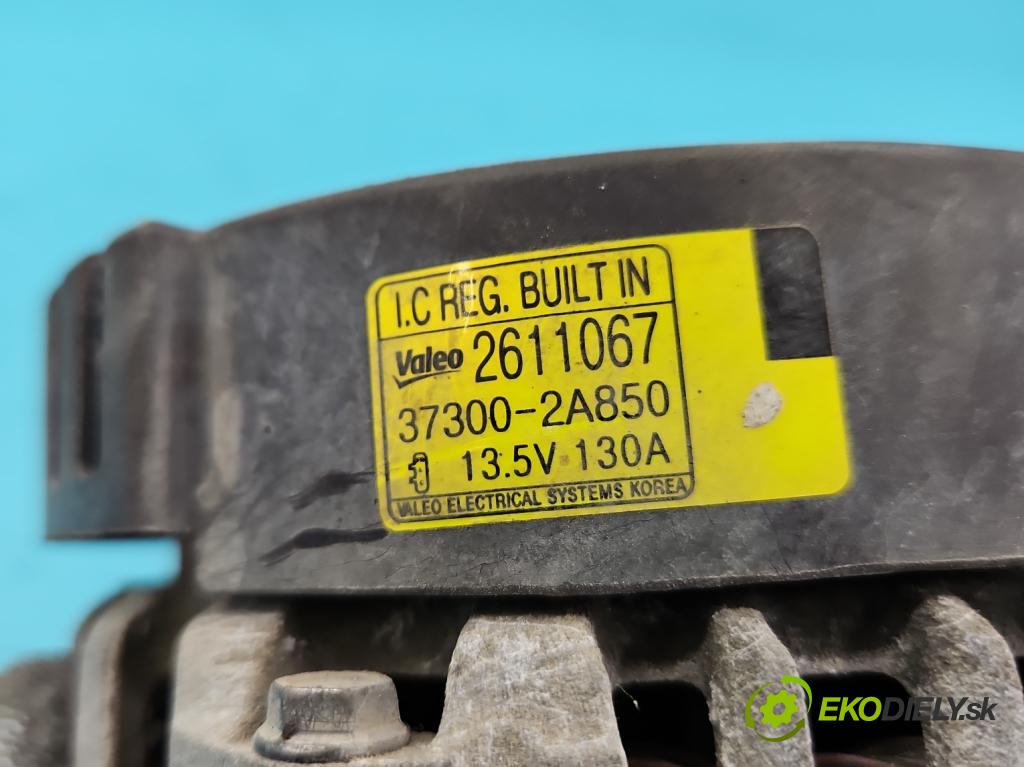 I.C REG. BUILT IN
Valeo 2611067
37300-2A850
13.5V 130A
VALEO ELECTRICAL SYSTEMS KOREA
EKODIELY.sk